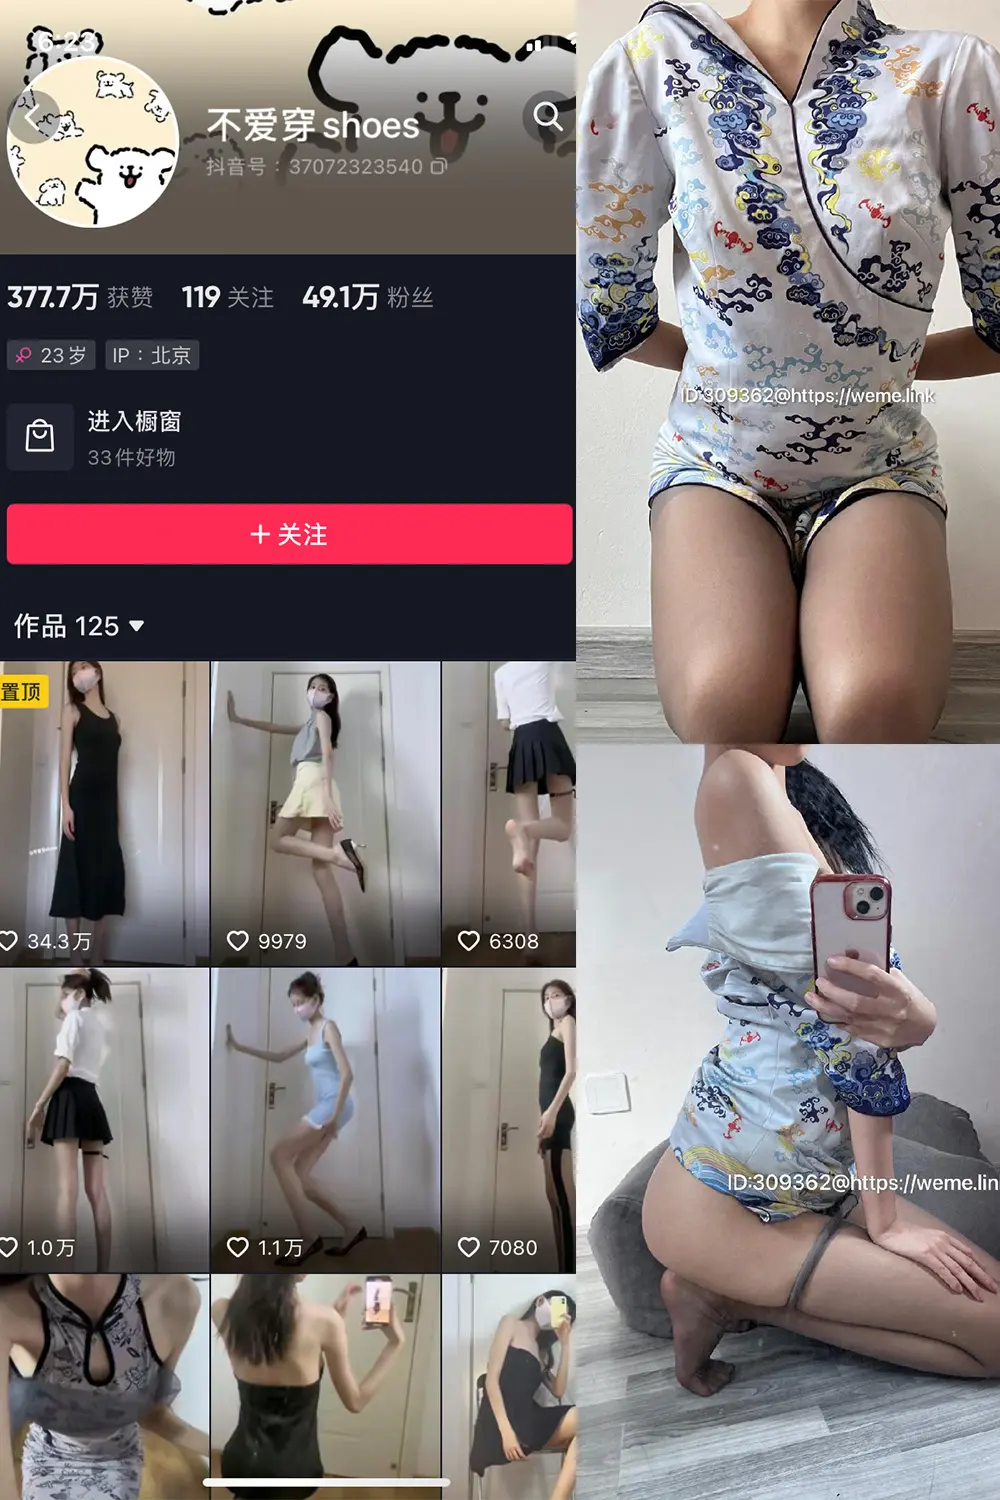 6:23
不爱穿shoes
抖音号：37072323540
377.7万 获赞 119 关注 49.1万 粉丝
23岁 IP：北京
进入橱窗
33件好物
+ 关注
作品 125
置顶
34.3万 9979 6308
1.0万 1.1万 7080
ID:309362@https://weme.link
ID:309362@https://weme.lin